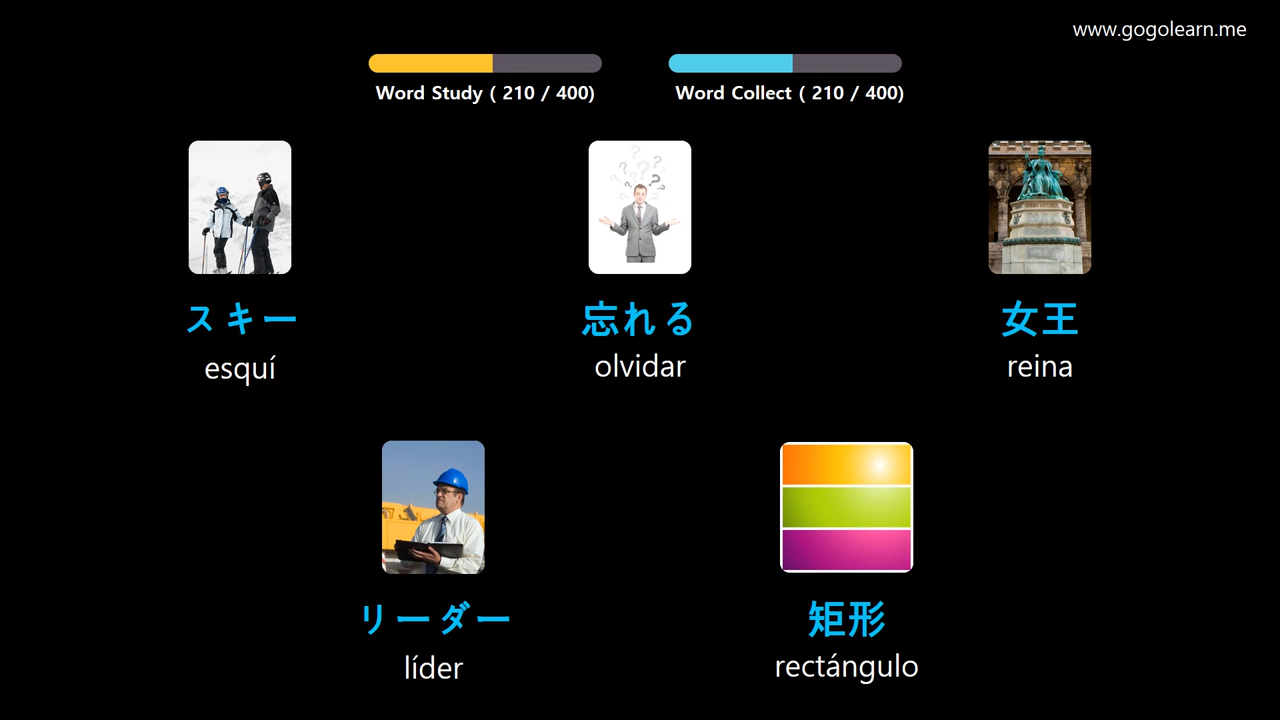 www.gogolearn.me
Word Study ( 210 / 400)
Word Collect ( 210 / 400)
スキー
esquí
忘れる
olvidar
女王
reina
リーダー
líder
矩形
rectángulo